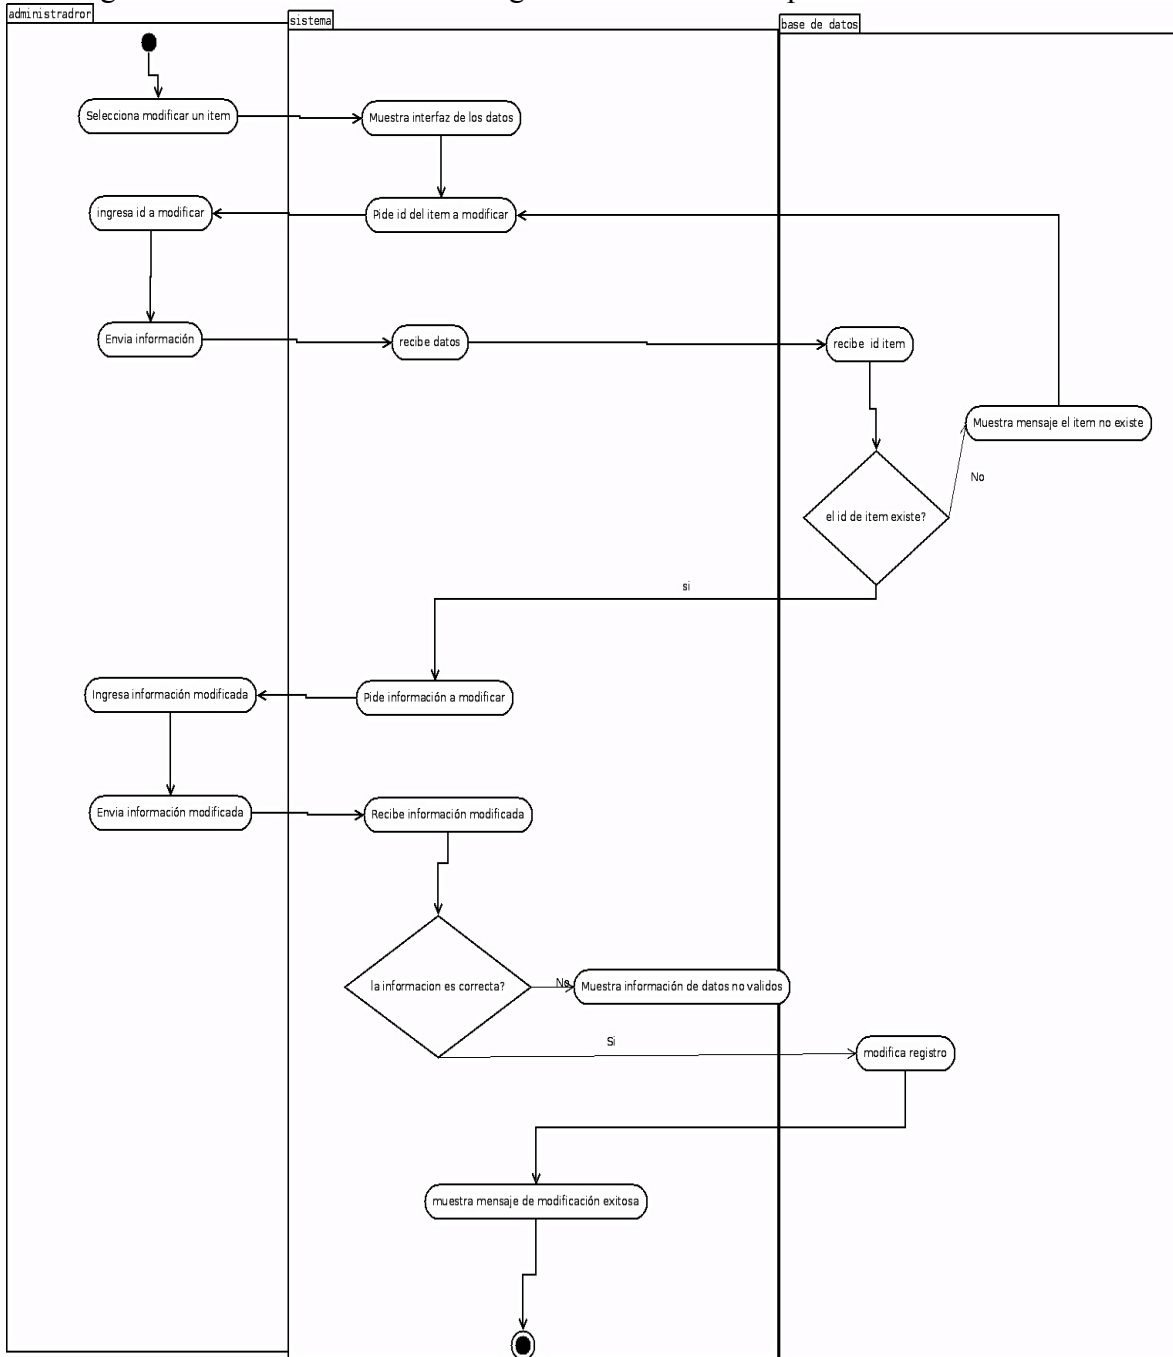 administradror
sistema
base de datos
Selecciona modificar un item
Muestra interfaz de los datos
ingresa id a modificar
Pide id del item a modificar
Envia información
recibe datos
recibe id item
Muestra mensaje el item no existe
No
el id de item existe?
si
Ingresa información modificada
Pide información a modificar
Envia información modificada
Recibe información modificada
la informacion es correcta?
No
Muestra información de datos no validos
Si
modifica registro
muestra mensaje de modificación exitosa